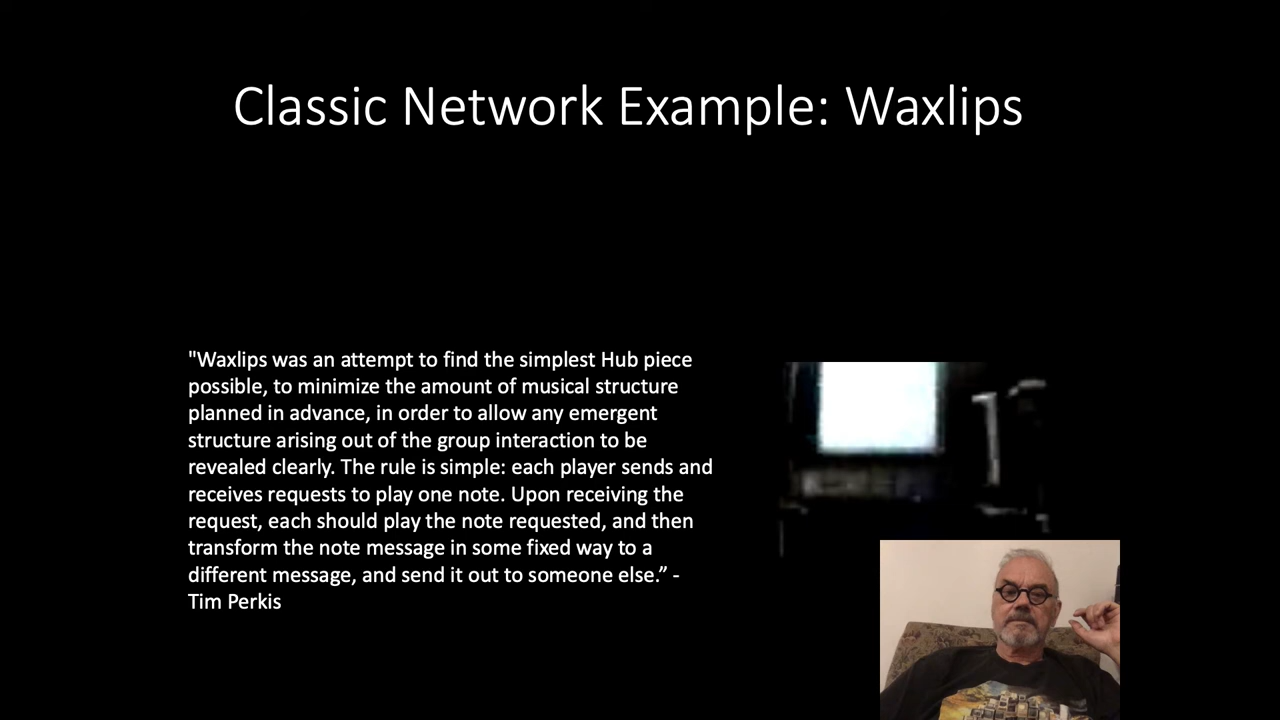 Classic Network Example: Waxlips
"Waxlips was an attempt to find the simplest Hub piece
possible, to minimize the amount of musical structure
planned in advance, in order to allow any emergent
structure arising out of the group interaction to be
revealed clearly. The rule is simple: each player sends and
receives requests to play one note. Upon receiving the
request, each should play the note requested, and then
transform the note message in some fixed way to a
different message, and send it out to someone else.” -
Tim Perkis